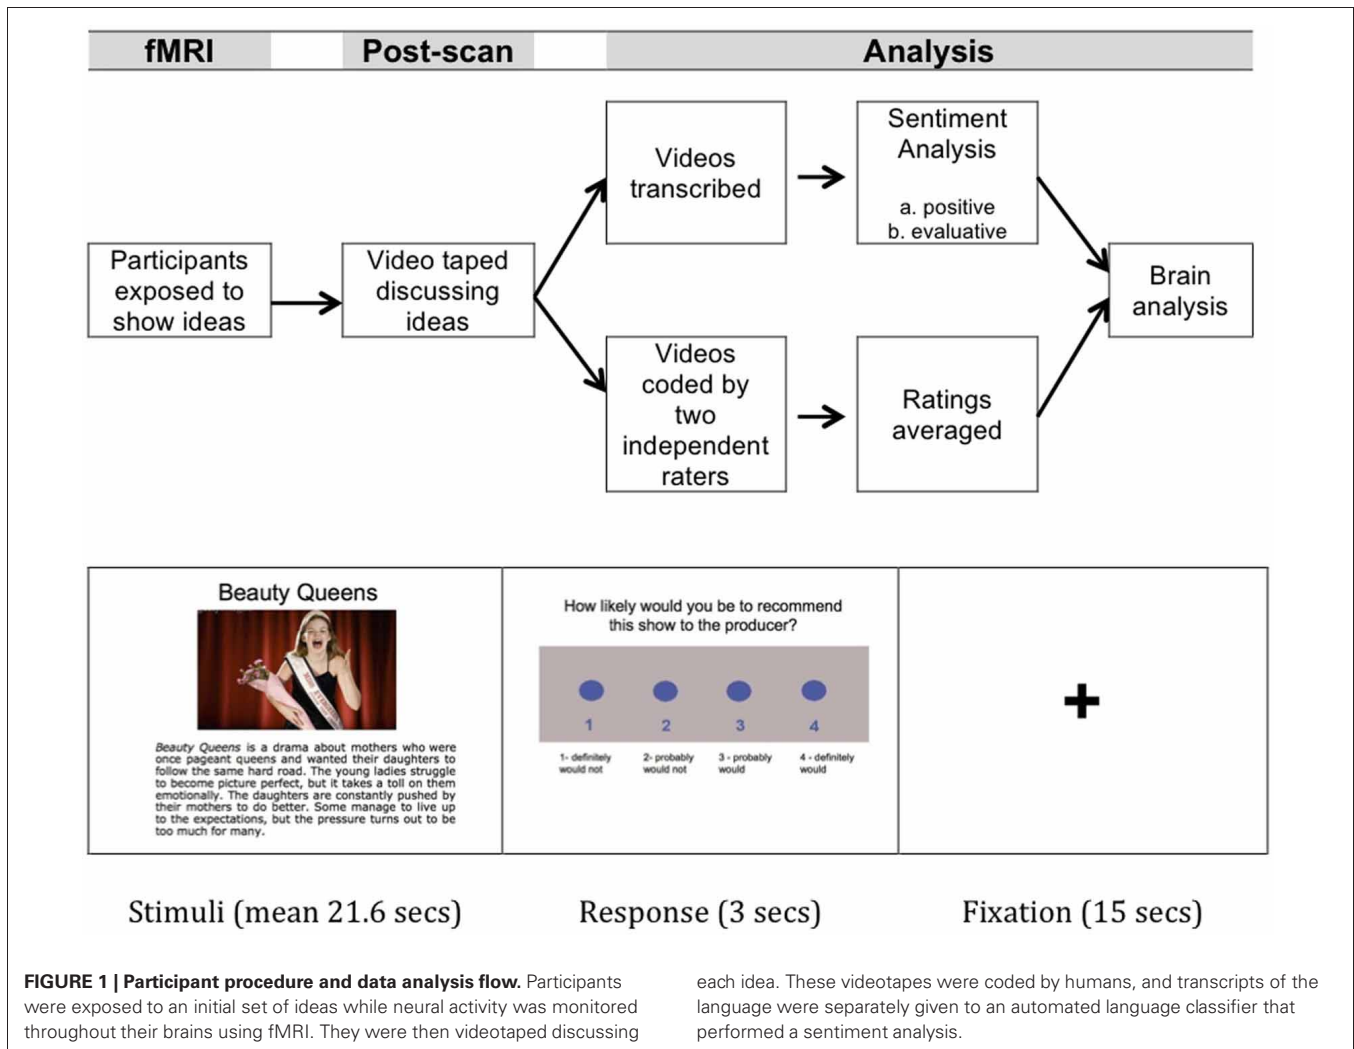 fMRI
Post-scan
Analysis
Participants
exposed to
show ideas
Video taped
discussing
ideas
Videos
transcribed
Sentiment
Analysis
a. positive
b. evaluative
Videos
coded by
two
independent
raters
Ratings
averaged
Brain
analysis
Beauty Queens
Beauty Queens is a drama about mothers who were
once pageant queens and wanted their daughters to
follow the same hard road. The young ladies struggle
to become picture perfect, but it takes a toll on them
emotionally. The daughters are constantly pushed by
their mothers to do better. Some manage to live up
to the expectations, but the pressure turns out to be
too much for many.
How likely would you be to recommend
this show to the producer?
1 2 3 4
1- definitely
would not
2- probably
would not
3 - probably
would
4 - definitely
would
+
Stimuli (mean 21.6 secs)
Response (3 secs)
Fixation (15 secs)
FIGURE 1 | Participant procedure and data analysis flow. Participants
were exposed to an initial set of ideas while neural activity was monitored
throughout their brains using fMRI. They were then videotaped discussing
each idea. These videotapes were coded by humans, and transcripts of the
language were separately given to an automated language classifier that
performed a sentiment analysis.